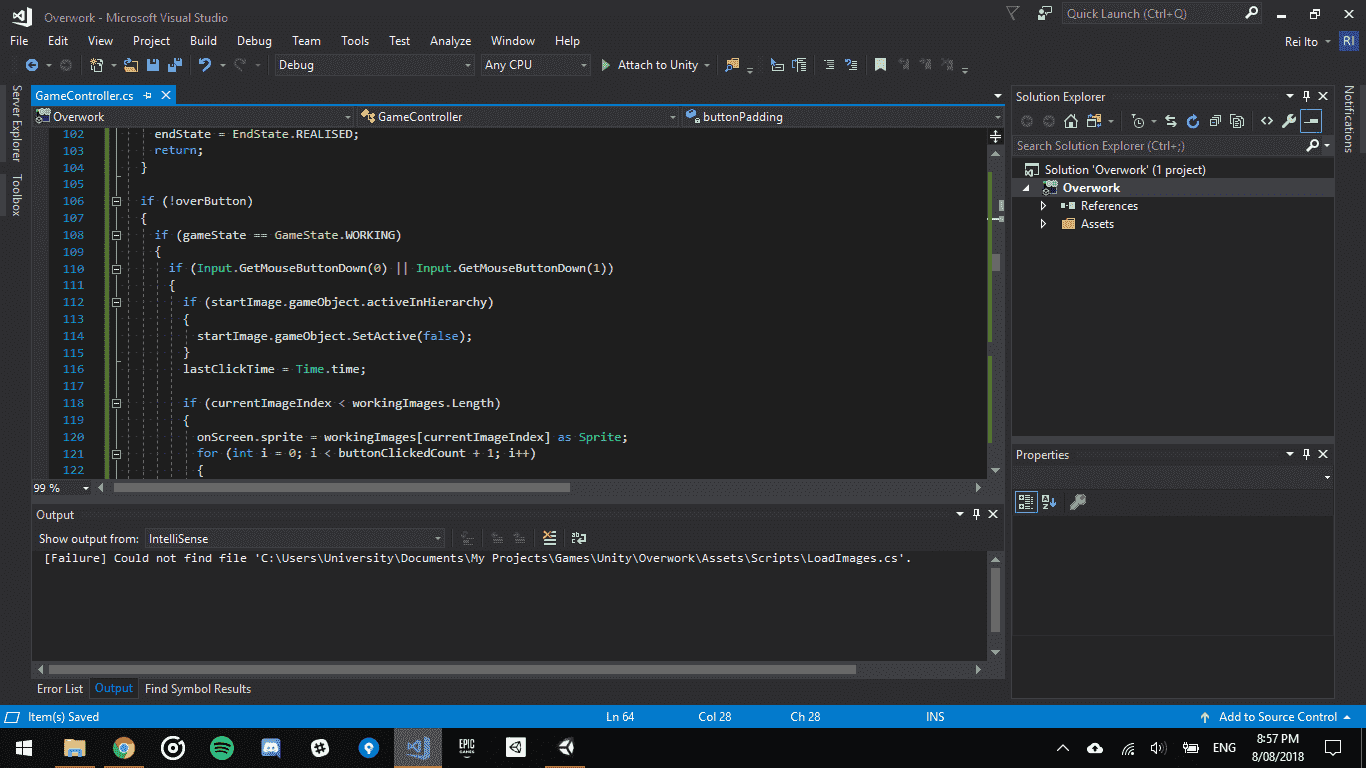 Overwork - Microsoft Visual Studio
Quick Launch (Ctrl+Q)
File Edit View Project Build Debug Team Tools Test Analyze Window Help
Rei Ito RI
Debug Any CPU Attach to Unity
Server Explorer
Toolbox
GameController.cs
Overwork GameController buttonPadding
102 endState = EndState.REALISED;
103 return;
104 }
105
106 if (!overButton)
107 {
108 if (gameState == GameState.WORKING)
109 {
110 if (Input.GetMouseButtonDown(0) || Input.GetMouseButtonDown(1))
111 {
112 if (startImage.gameObject.activeInHierarchy)
113 {
114 startImage.gameObject.SetActive(false);
115 }
116 lastClickTime = Time.time;
117
118 if (currentImageIndex < workingImages.Length)
119 {
120 onScreen.sprite = workingImages[currentImageIndex] as Sprite;
121 for (int i = 0; i < buttonClickedCount + 1; i++)
122 {
99 %
Output
Show output from: IntelliSense
[Failure] Could not find file 'C:\Users\University\Documents\My Projects\Games\Unity\Overwork\Assets\Scripts\LoadImages.cs'.
Error List Output Find Symbol Results
Solution Explorer
Search Solution Explorer (Ctrl+;)
Solution 'Overwork' (1 project)
Overwork
References
Assets
Properties
Notifications
Item(s) Saved Ln 64 Col 28 Ch 28 INS Add to Source Control
EPIC
GAMES
ENG
8:57 PM
8/08/2018